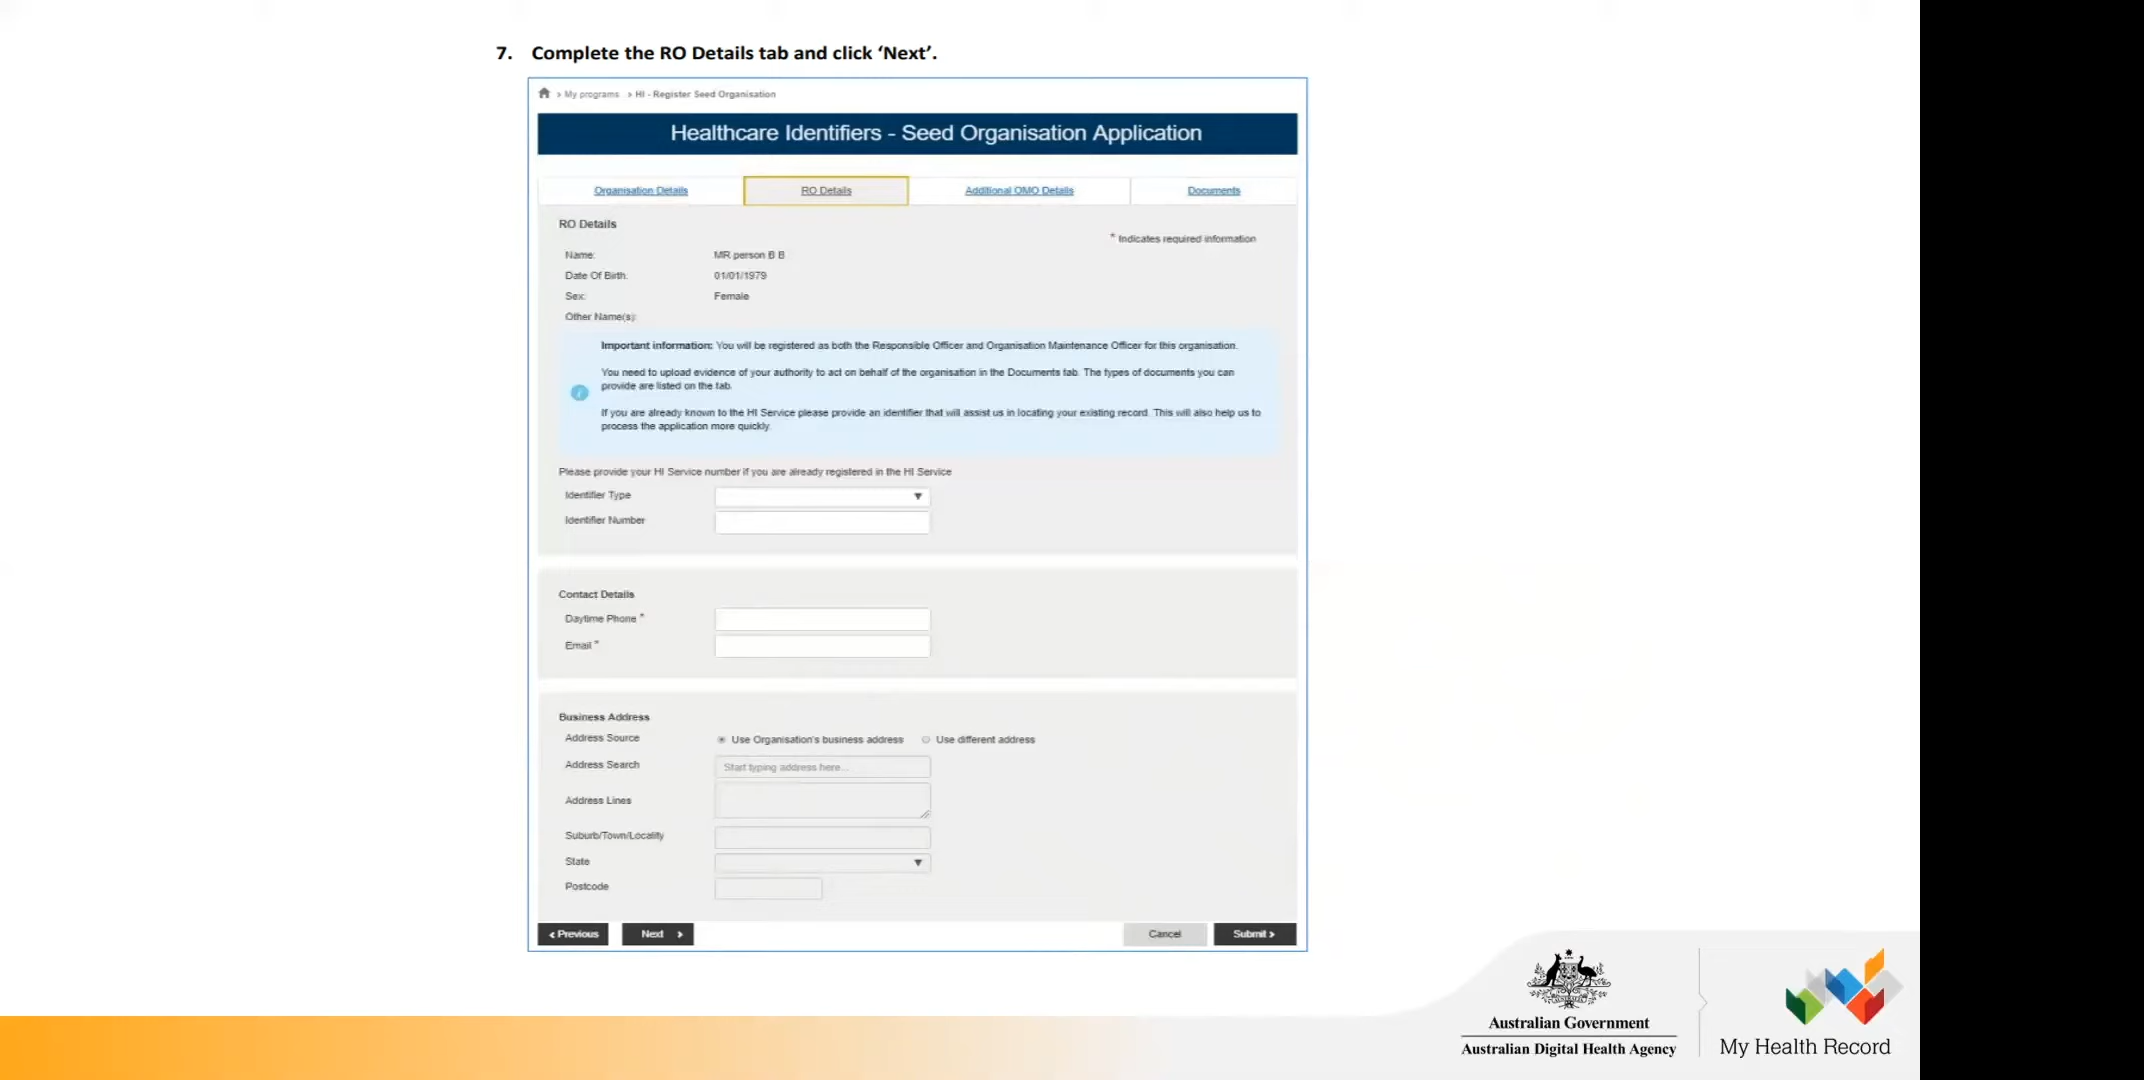 7. Complete the RO Details tab and click ‘Next’.
› My programs › HI - Register Seed Organisation
Healthcare Identifiers - Seed Organisation Application
Organisation Details
RO Details
Additional OMO Details
Documents
RO Details
* Indicates required information
Name: MR person B B
Date Of Birth: 01/01/1979
Sex: Female
Other Name(s):
Important information: You will be registered as both the Responsible Officer and Organisation Maintenance Officer for this organisation.
You need to upload evidence of your authority to act on behalf of the organisation in the Documents tab. The types of documents you can
provide are listed on the tab.
If you are already known to the HI Service please provide an identifier that will assist us in locating your existing record. This will also help us to
process the application more quickly.
Please provide your HI Service number if you are already registered in the HI Service
Identifier Type
Identifier Number
Contact Details
Daytime Phone *
Email *
Business Address
Address Source Use Organisation's business address Use different address
Address Search Start typing address here...
Address Lines
Suburb/Town/Locality
State
Postcode
‹ Previous
Next ›
Cancel
Submit ›
Australian Government
Australian Digital Health Agency
My Health Record